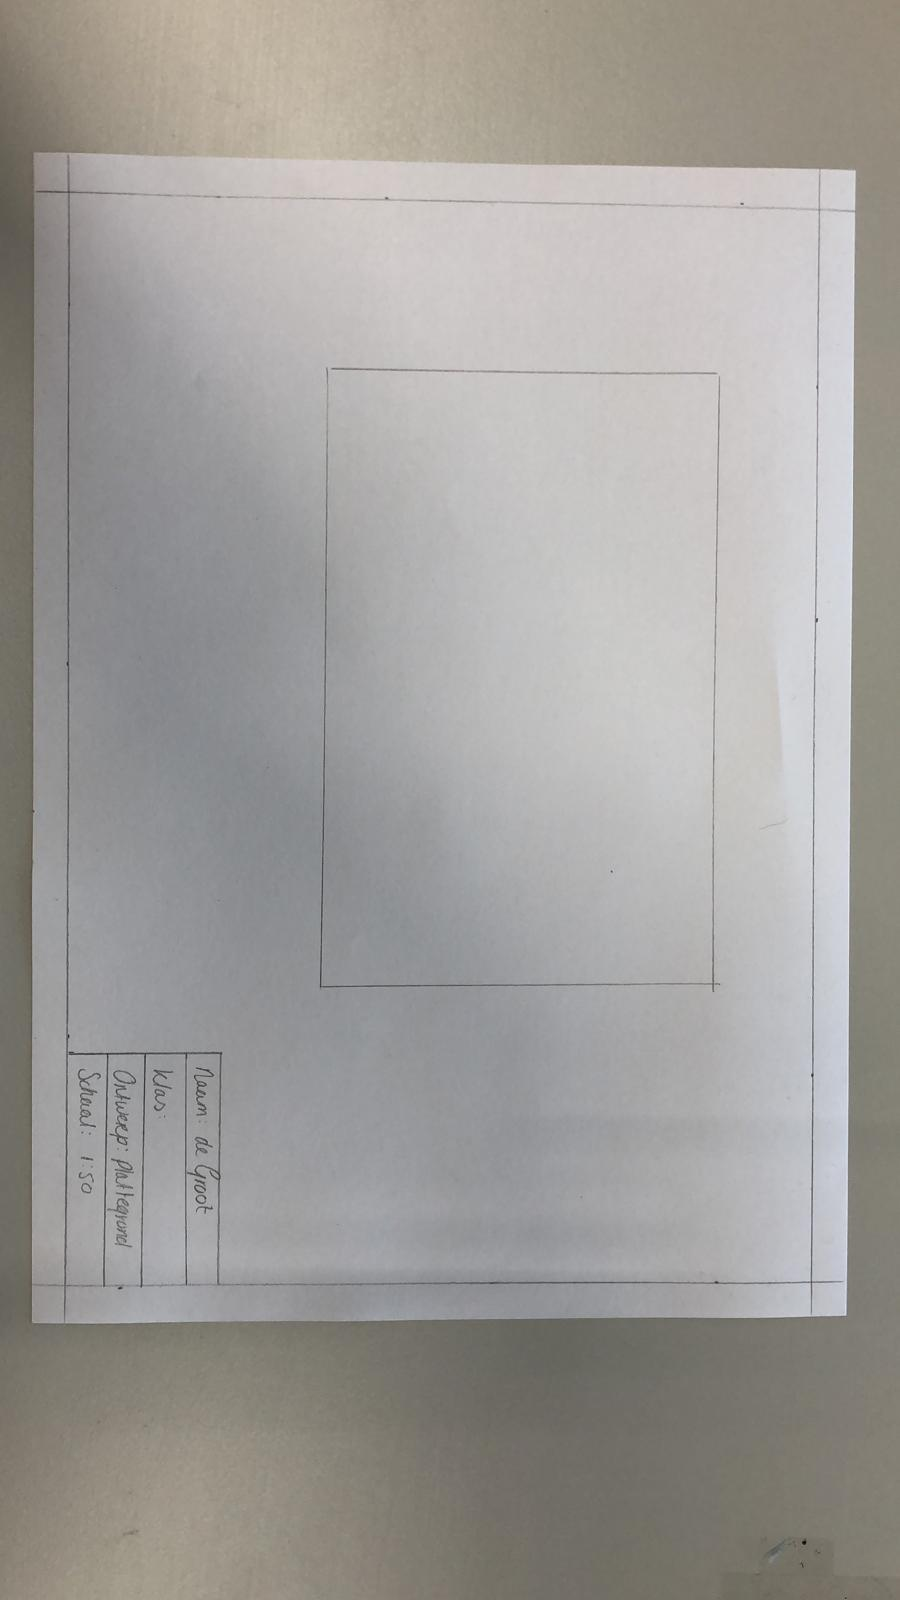 Naam: de Groot
klas:
Ontwerp: Plattegrond
Schaal: 1:50